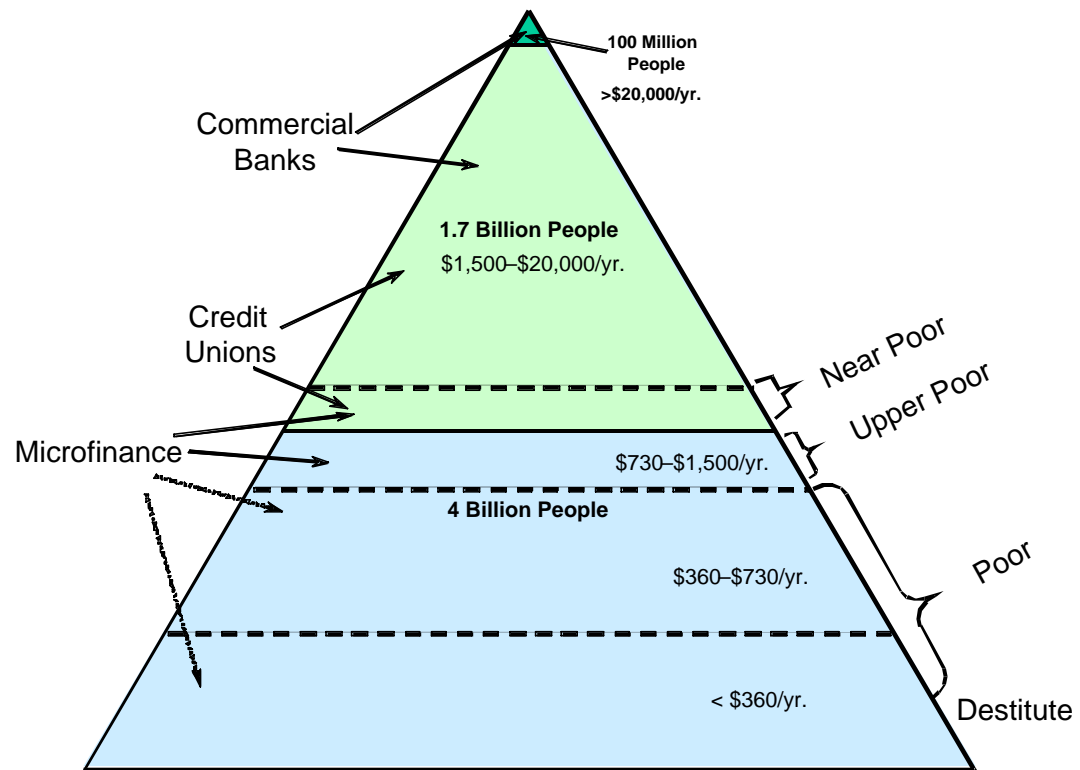 100 Million
People
>$20,000/yr.
Commercial
Banks
1.7 Billion People
$1,500–$20,000/yr.
Credit
Unions
Near Poor
Upper Poor
Microfinance
$730–$1,500/yr.
4 Billion People
$360–$730/yr.
Poor
< $360/yr.
Destitute